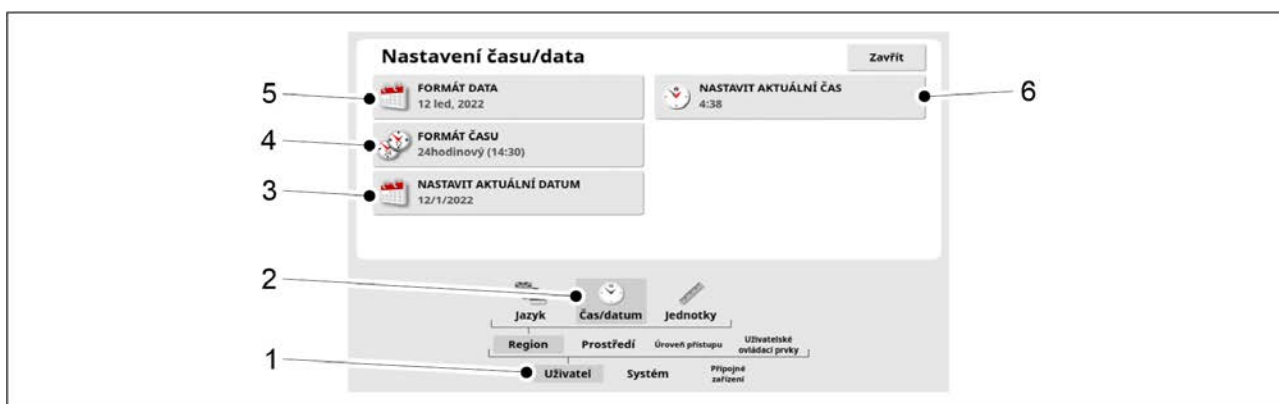 Nastavení času/data
Zavřít
5
FORMÁT DATA
12 led, 2022
NASTAVIT AKTUÁLNÍ ČAS
4:38
6
4
FORMÁT ČASU
24hodinový (14:30)
3
NASTAVIT AKTUÁLNÍ DATUM
12/1/2022
2
Jazyk
Čas/datum
Jednotky
Region
Prostředí
Úroveň přístupu
Uživatelské
ovládací prvky
1
Uživatel
Systém
Přípojné
zařízení